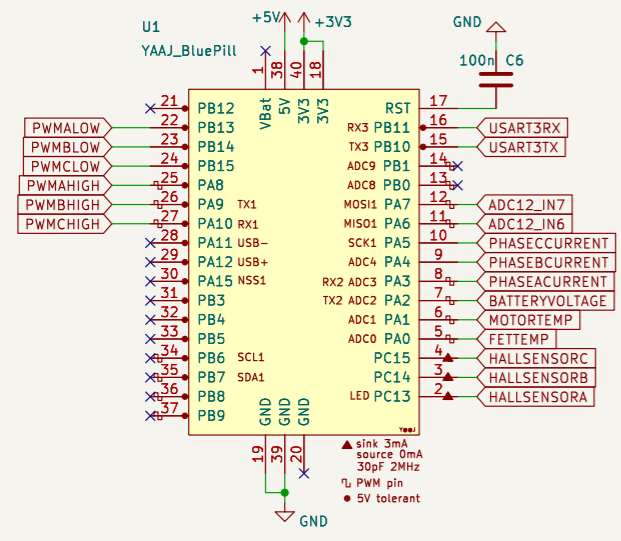 U1
YAAJ_BluePill
+5V
+3V3
GND
100n C6
1 38 40 18
VBat 5V 3V3 3V3
21 PB12
PWMALOW 22 PB13
PWMBLOW 23 PB14
PWMCLOW 24 PB15
PWMAHIGH 25 PA8
PWMBHIGH 26 PA9 TX1
PWMCHIGH 27 PA10 RX1
28 PA11 USB-
29 PA12 USB+
30 PA15 NSS1
31 PB3
32 PB4
33 PB5
34 PB6 SCL1
35 PB7 SDA1
36 PB8
37 PB9
RST 17
RX3 PB11 16 USART3RX
TX3 PB10 15 USART3TX
ADC9 PB1 14
ADC8 PB0 13
MOSI1 PA7 12 ADC12_IN7
MISO1 PA6 11 ADC12_IN6
SCK1 PA5 10 PHASECCURRENT
ADC4 PA4 9 PHASEBCURRENT
RX2 ADC3 PA3 8 PHASEACURRENT
TX2 ADC2 PA2 7 BATTERYVOLTAGE
ADC1 PA1 6 MOTORTEMP
ADC0 PA0 5 FETTEMP
PC15 4 HALLSENSORC
PC14 3 HALLSENSORB
LED PC13 2 HALLSENSORA
GND GND GND
19 39 20
YooJ
sink 3mA
source 0mA
30pF 2MHz
PWM pin
5V tolerant
GND